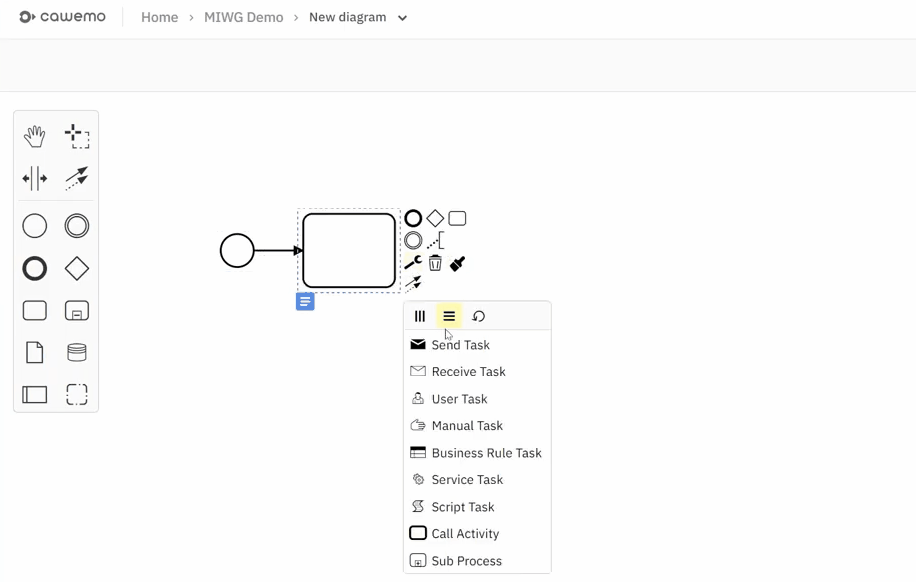 cawemo Home › MIWG Demo › New diagram
Send Task
Receive Task
User Task
Manual Task
Business Rule Task
Service Task
Script Task
Call Activity
Sub Process